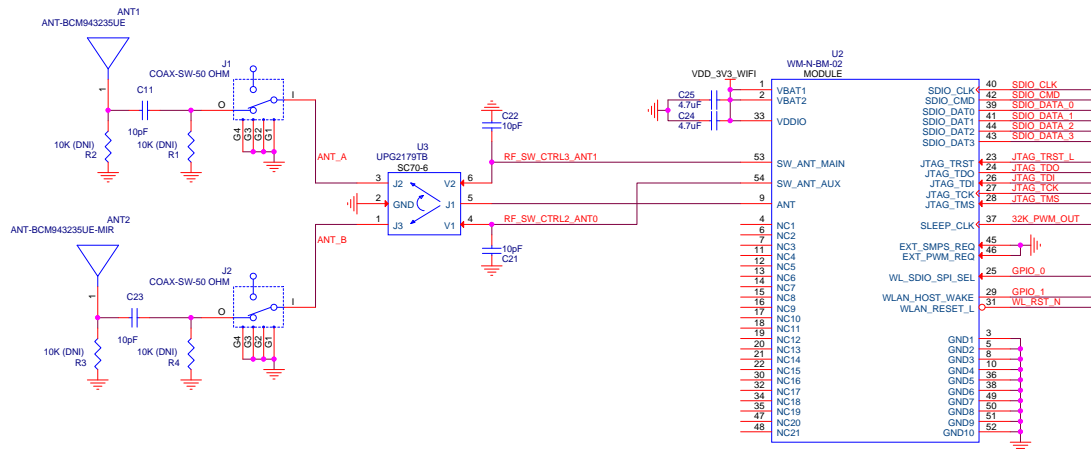 ANT1
ANT-BCM943235UE
1
C11
10pF
10K (DNI)
R2
10K (DNI)
R1
J1
COAX-SW-50 OHM
O
I
G4
G3
G2
G1
ANT_A
ANT2
ANT-BCM943235UE-MIR
1
C23
10pF
10K (DNI)
R3
10K (DNI)
R4
J2
COAX-SW-50 OHM
O
I
G4
G3
G2
G1
ANT_B
U3
UPG2179TB
SC70-6
3 J2 V2 6
2 GND J1 5
1 J3 V1 4
C22
10pF
RF_SW_CTRL3_ANT1
RF_SW_CTRL2_ANT0
10pF
C21
VDD_3V3_WIFI
C25
4.7uF
C24
4.7uF
U2
WM-N-BM-02
MODULE
1 VBAT1
2 VBAT2
33 VDDIO
53 SW_ANT_MAIN
54 SW_ANT_AUX
9 ANT
4 NC1
6 NC2
7 NC3
11 NC4
12 NC5
13 NC6
14 NC7
15 NC8
16 NC9
17 NC10
18 NC11
19 NC12
20 NC13
21 NC14
22 NC15
30 NC16
32 NC17
34 NC18
35 NC19
47 NC20
48 NC21
SDIO_CLK 40 SDIO_CLK
SDIO_CMD 42 SDIO_CMD
SDIO_DAT0 39 SDIO_DATA_0
SDIO_DAT1 41 SDIO_DATA_1
SDIO_DAT2 44 SDIO_DATA_2
SDIO_DAT3 43 SDIO_DATA_3
JTAG_TRST 23 JTAG_TRST_L
JTAG_TDO 24 JTAG_TDO
JTAG_TDI 26 JTAG_TDI
JTAG_TCK 27 JTAG_TCK
JTAG_TMS 28 JTAG_TMS
SLEEP_CLK 37 32K_PWM_OUT
EXT_SMPS_REQ 45
EXT_PWM_REQ 46
WL_SDIO_SPI_SEL 25 GPIO_0
WLAN_HOST_WAKE 29 GPIO_1
WLAN_RESET_L 31 WL_RST_N
GND1 3
GND2 5
GND3 8
GND4 10
GND5 36
GND6 38
GND7 49
GND8 50
GND9 51
GND10 52